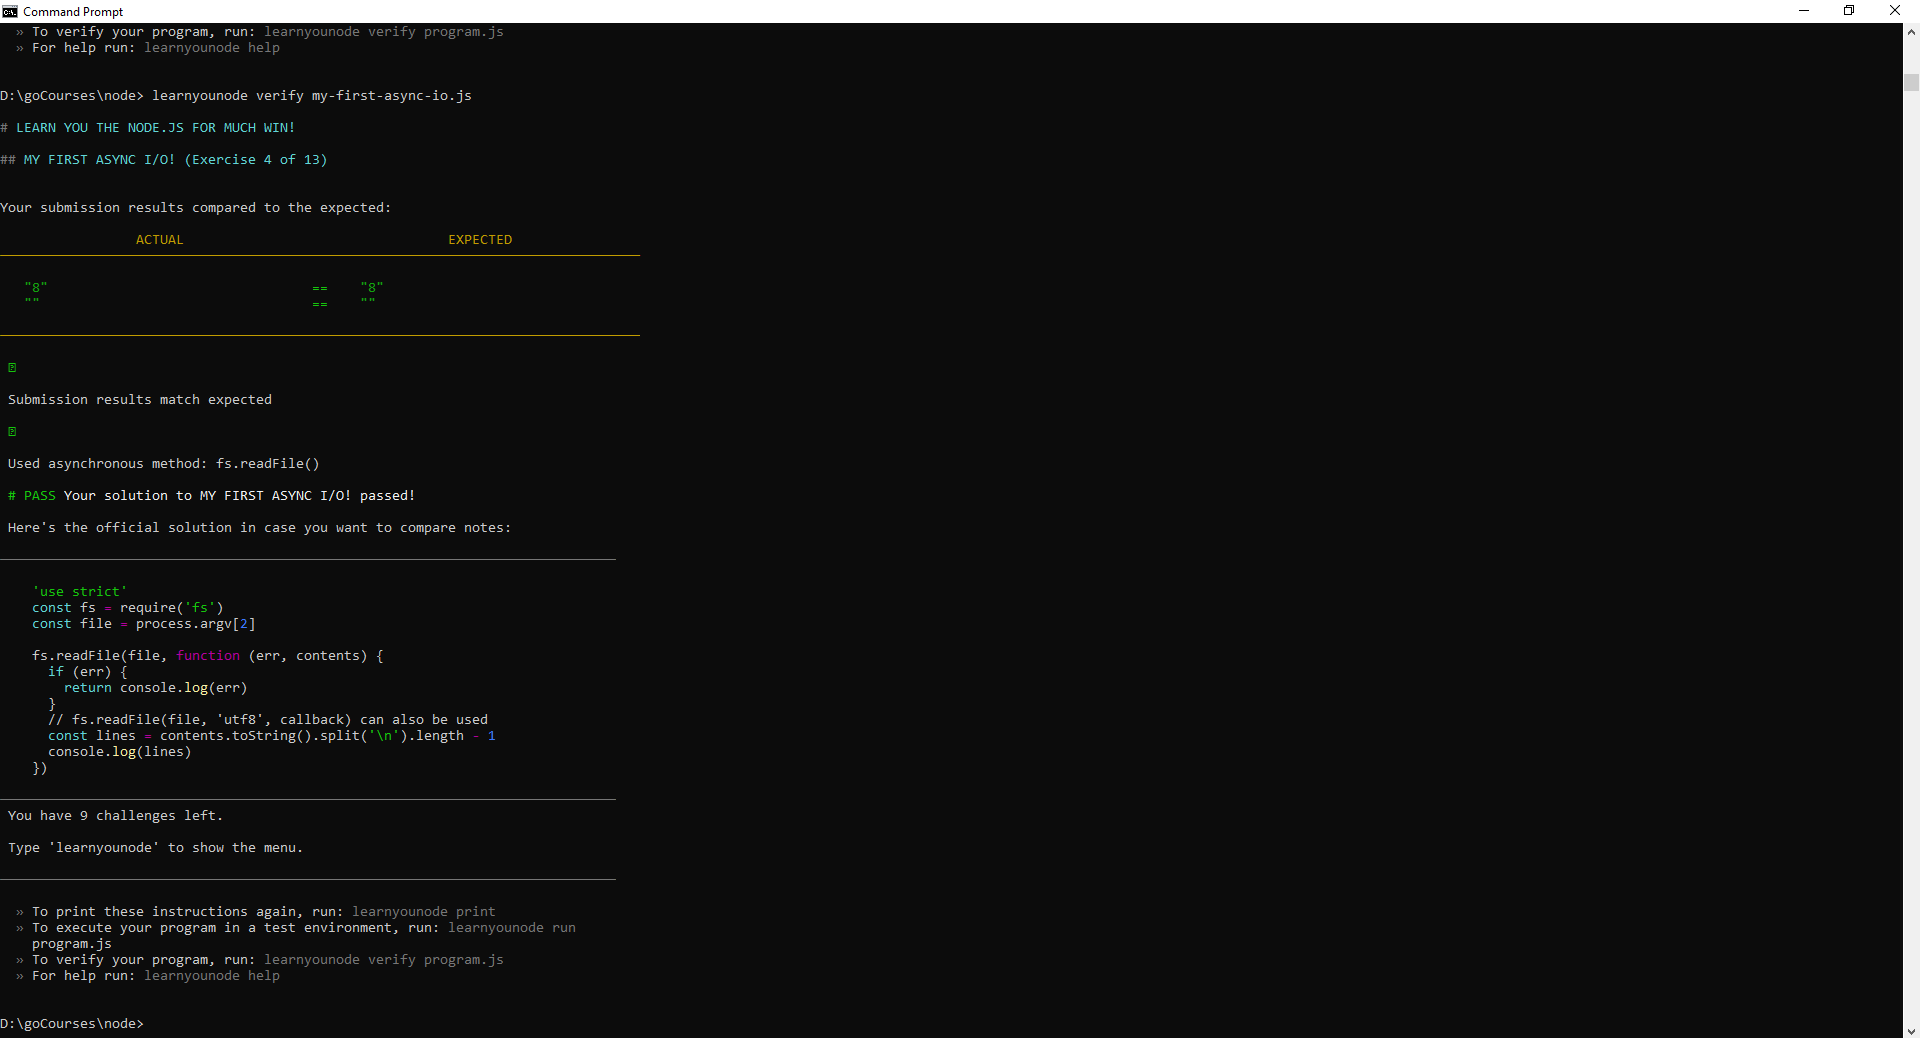 Command Prompt
» To verify your program, run: learnyounode verify program.js
» For help run: learnyounode help
D:\goCourses\node> learnyounode verify my-first-async-io.js
# LEARN YOU THE NODE.JS FOR MUCH WIN!
## MY FIRST ASYNC I/O! (Exercise 4 of 13)
Your submission results compared to the expected:
ACTUAL EXPECTED
"8" == "8"
"" == ""
Submission results match expected
Used asynchronous method: fs.readFile()
# PASS Your solution to MY FIRST ASYNC I/O! passed!
Here's the official solution in case you want to compare notes:
'use strict'
const fs = require('fs')
const file = process.argv[2]
fs.readFile(file, function (err, contents) {
if (err) {
return console.log(err)
}
// fs.readFile(file, 'utf8', callback) can also be used
const lines = contents.toString().split('\n').length - 1
console.log(lines)
})
You have 9 challenges left.
Type 'learnyounode' to show the menu.
» To print these instructions again, run: learnyounode print
» To execute your program in a test environment, run: learnyounode run
program.js
» To verify your program, run: learnyounode verify program.js
» For help run: learnyounode help
D:\goCourses\node>